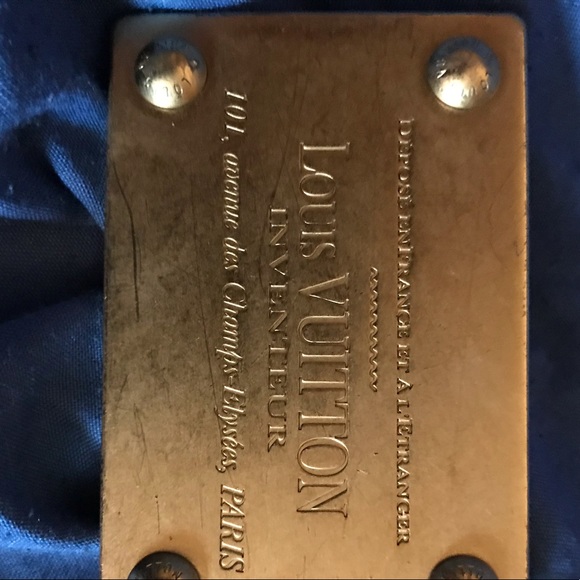 DÉPOSÉ EN FRANCE ET À L'ÉTRANGER
LOUIS VUITTON
INVENTEUR
101, avenue des Champs-Elysées, PARIS